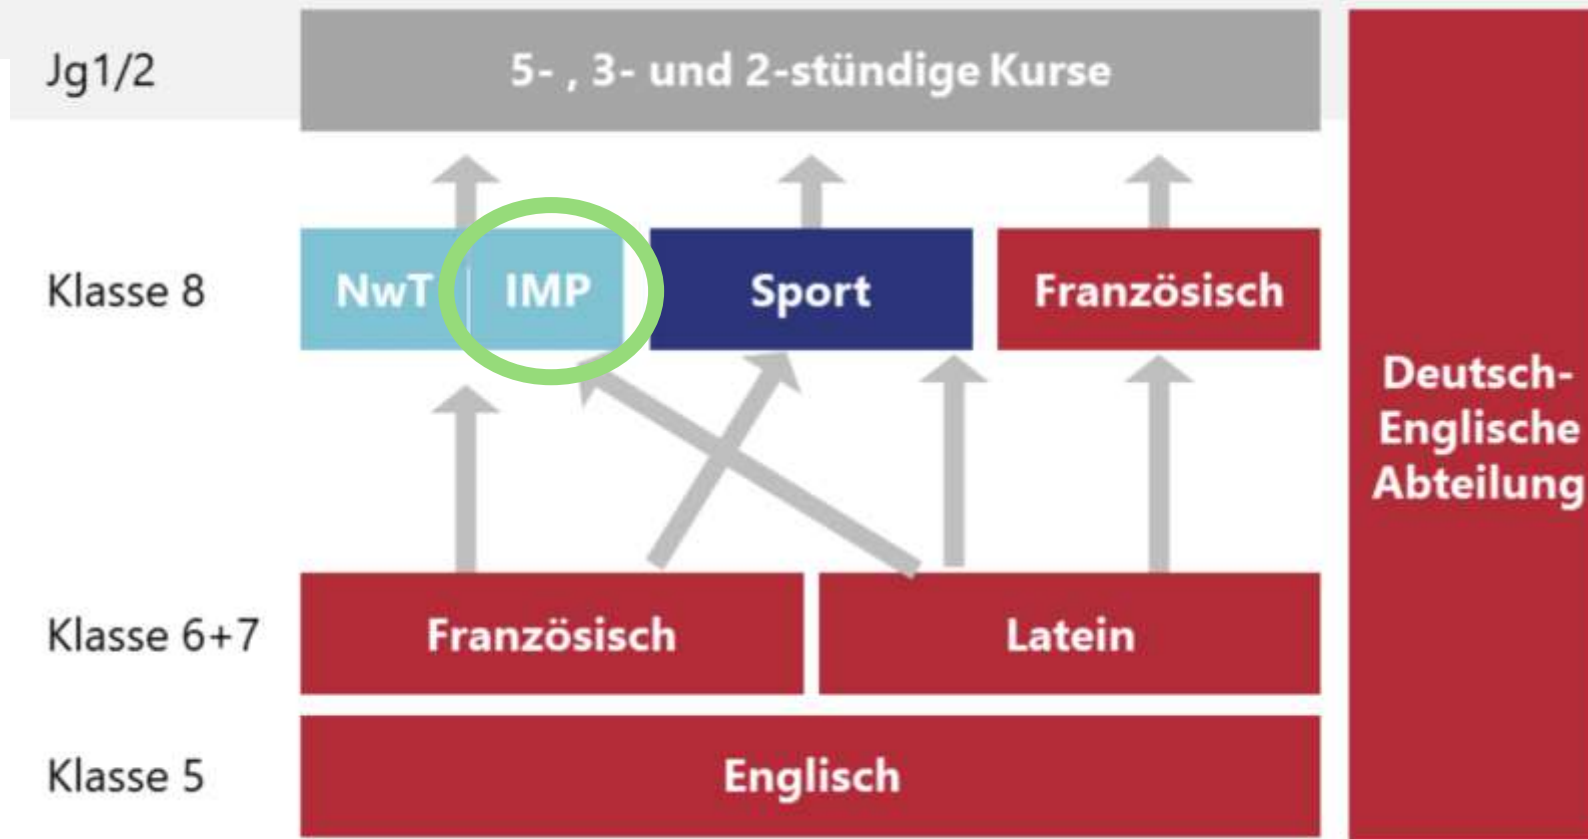 Jg1/2
5- , 3- und 2-stündige Kurse
Klasse 8
NwT
IMP
Sport
Französisch
Deutsch-
Englische
Abteilung
Klasse 6+7
Französisch
Latein
Klasse 5
Englisch